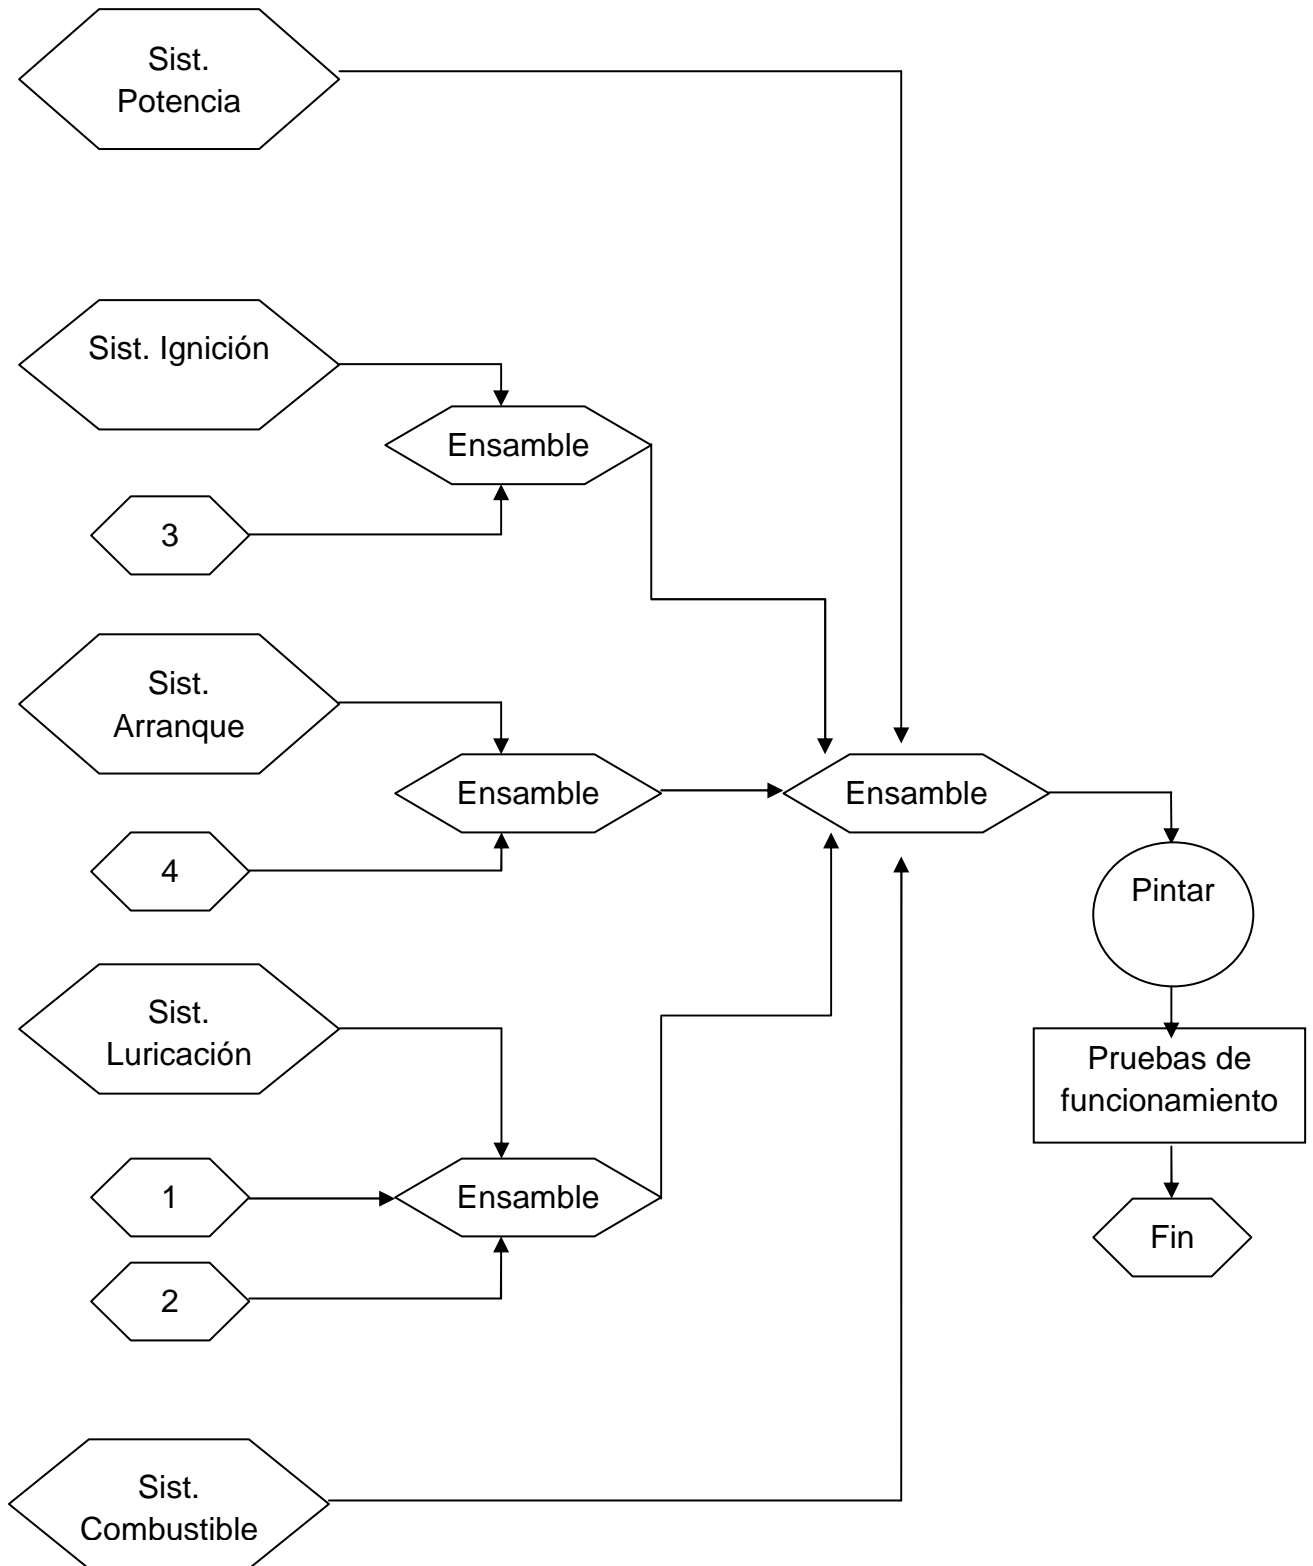 Sist.
Potencia
Sist. Ignición
Ensamble
3
Sist.
Arranque
Ensamble
Ensamble
4
Pintar
Sist.
Luricación
Pruebas de
funcionamiento
1
Ensamble
Fin
2
Sist.
Combustible